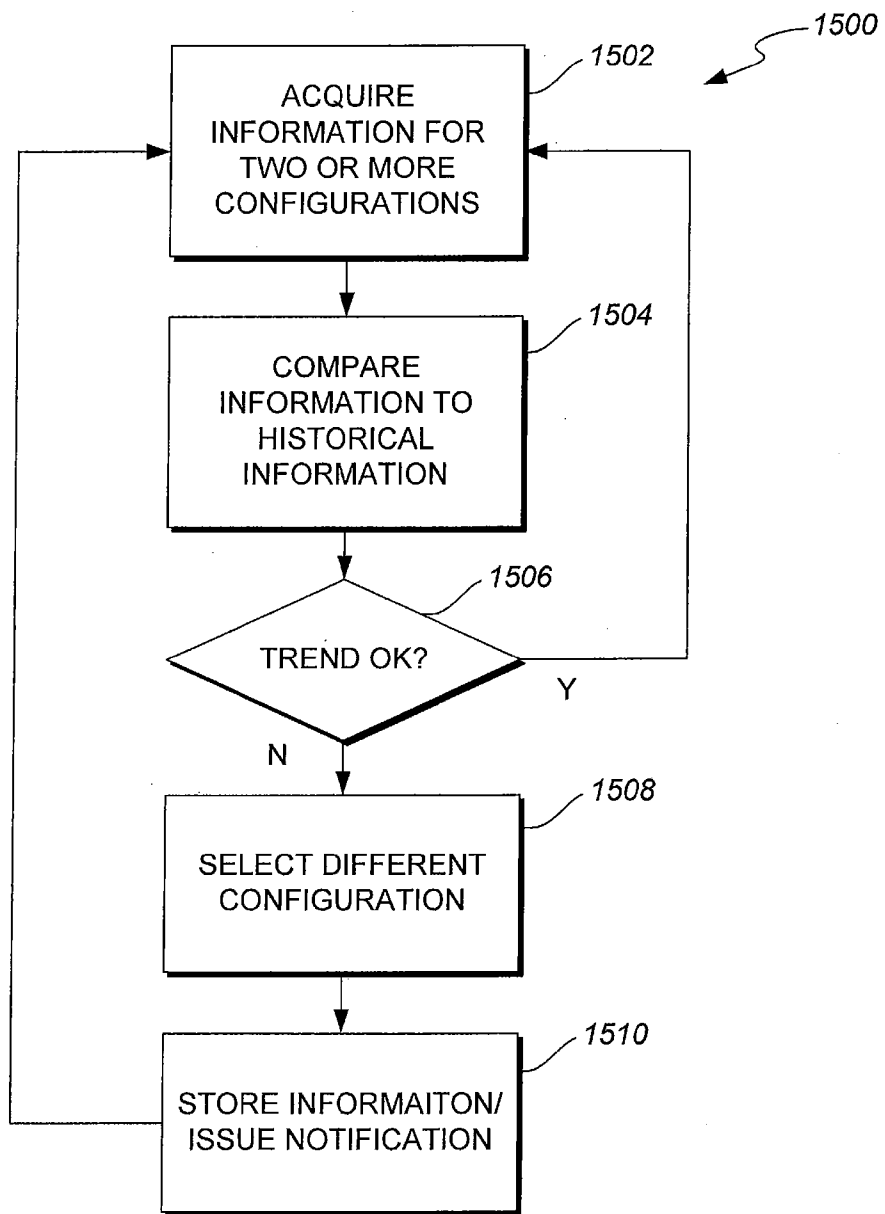 1500
1502
ACQUIRE
INFORMATION FOR
TWO OR MORE
CONFIGURATIONS
1504
COMPARE
INFORMATION TO
HISTORICAL
INFORMATION
1506
TREND OK?
Y
N
1508
SELECT DIFFERENT
CONFIGURATION
1510
STORE INFORMAITON/
ISSUE NOTIFICATION